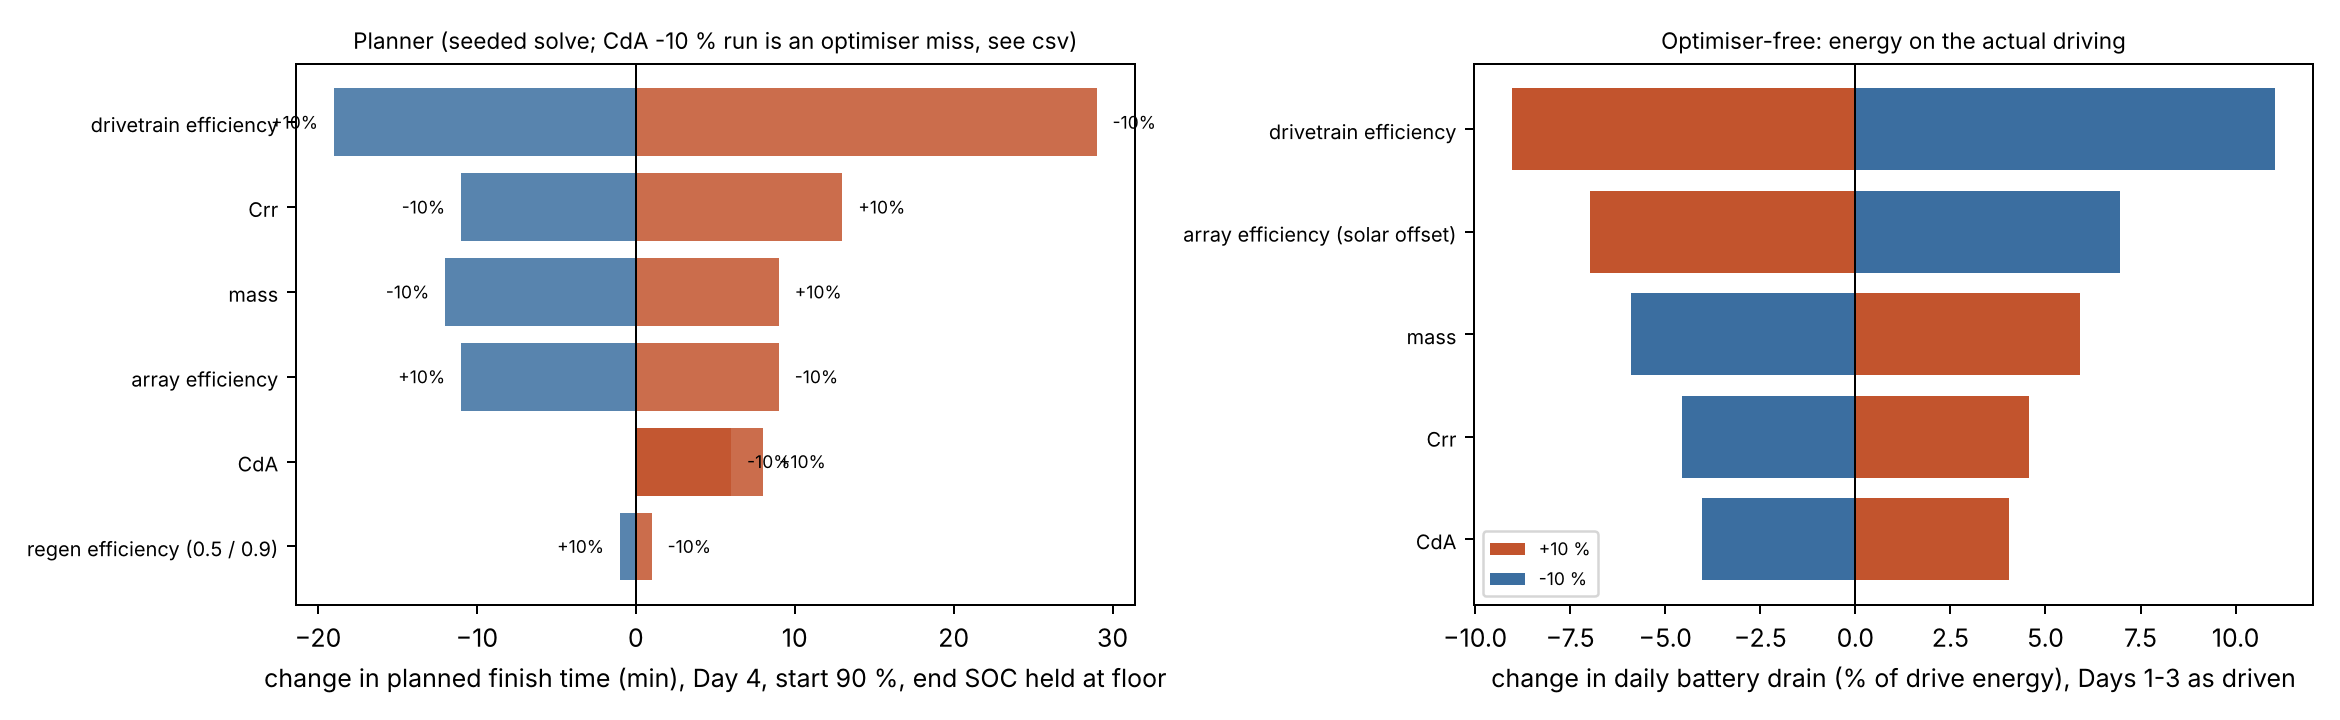 Planner (seeded solve; CdA -10 % run is an optimiser miss, see csv)
drivetrain efficiency
+10%
-10%
Crr
-10%
+10%
mass
-10%
+10%
array efficiency
+10%
-10%
CdA
-10%
+10%
regen efficiency (0.5 / 0.9)
+10%
-10%
−20
−10
0
10
20
30
change in planned finish time (min), Day 4, start 90 %, end SOC held at floor
Optimiser-free: energy on the actual driving
drivetrain efficiency
array efficiency (solar offset)
mass
Crr
CdA
+10 %
-10 %
−10.0
−7.5
−5.0
−2.5
0.0
2.5
5.0
7.5
10.0
change in daily battery drain (% of drive energy), Days 1-3 as driven